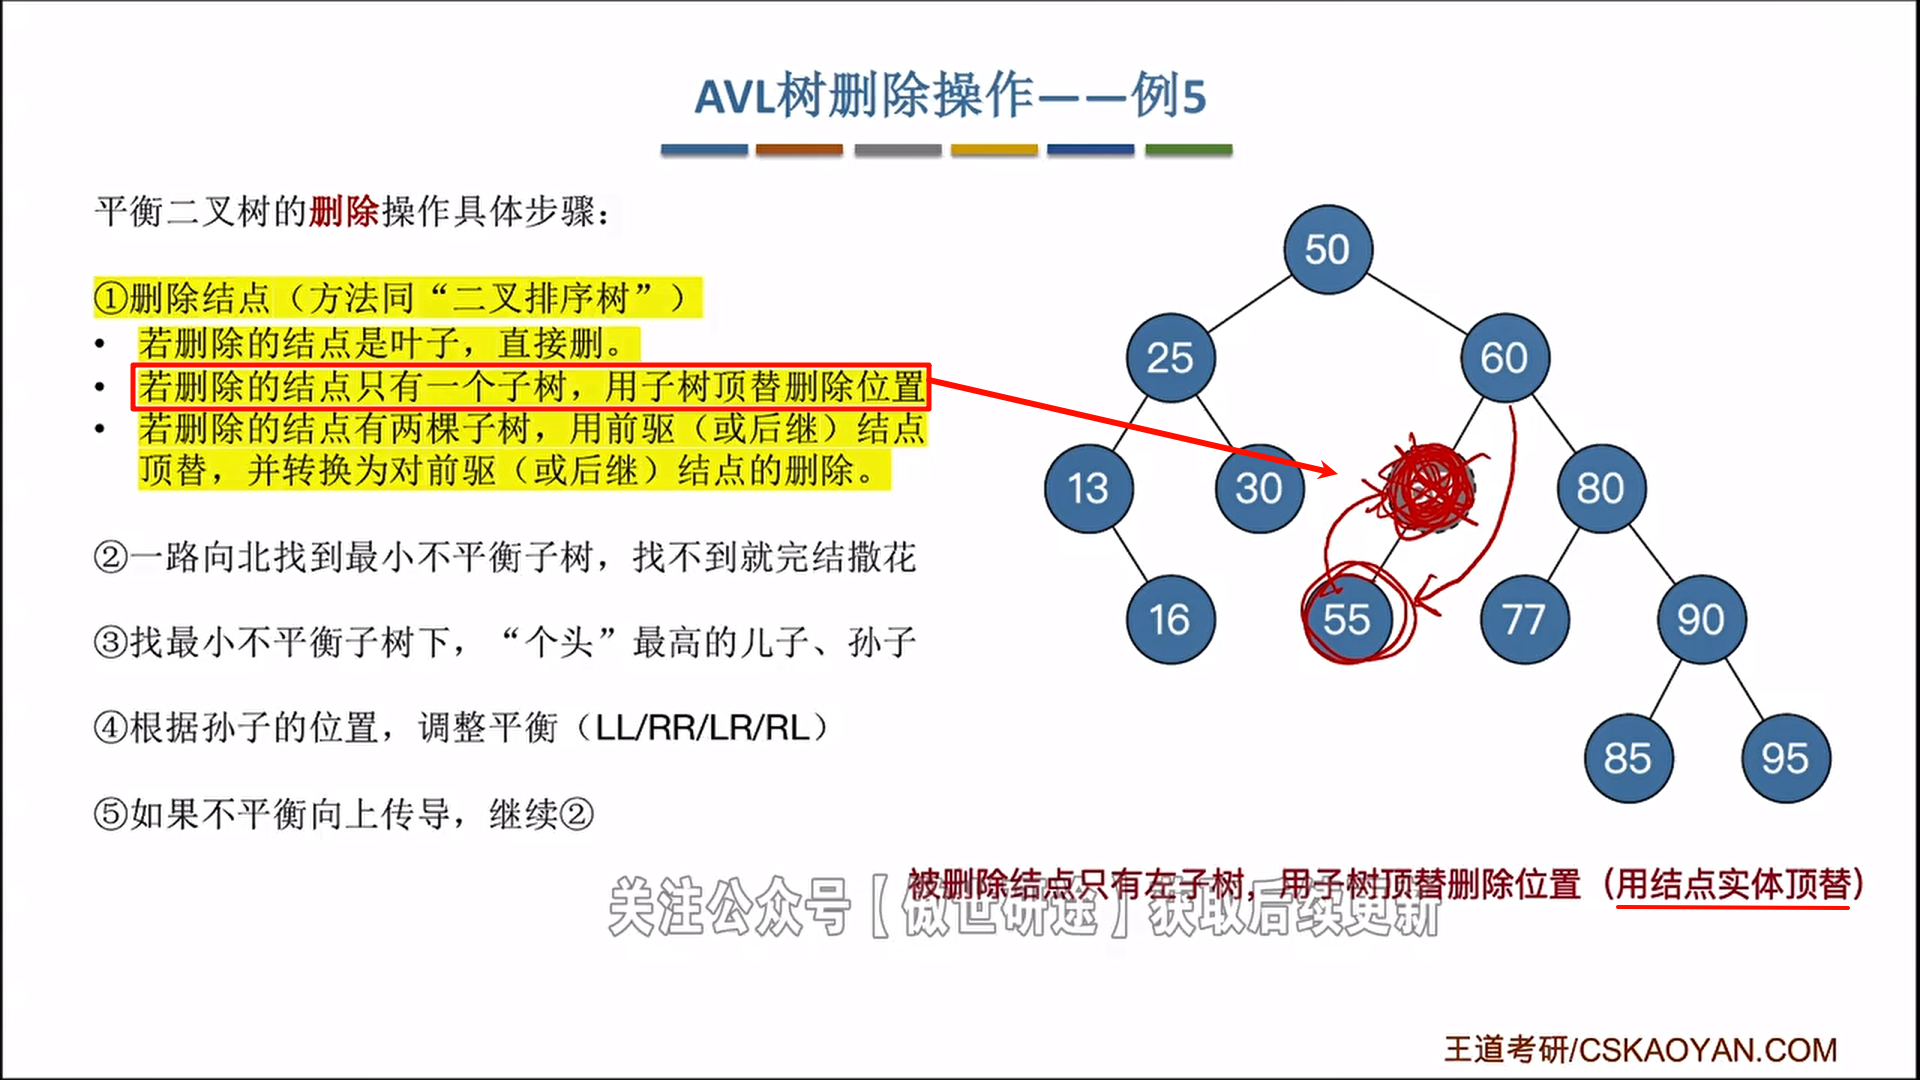 AVL树删除操作——例5
平衡二叉树的删除操作具体步骤：
①删除结点（方法同“二叉排序树”）
• 若删除的结点是叶子，直接删。
• 若删除的结点只有一个子树，用子树顶替删除位置
• 若删除的结点有两棵子树，用前驱（或后继）结点
顶替，并转换为对前驱（或后继）结点的删除。
②一路向北找到最小不平衡子树，找不到就完结撒花
③找最小不平衡子树下，“个头”最高的儿子、孙子
④根据孙子的位置，调整平衡（LL/RR/LR/RL）
⑤如果不平衡向上传导，继续②
50
25
60
13
30
80
16
55
77
90
85
95
被删除结点只有左子树，用子树顶替删除位置（用结点实体顶替）
关注公众号【傲世研途】获取后续更新
王道考研/CSKAOYAN.COM